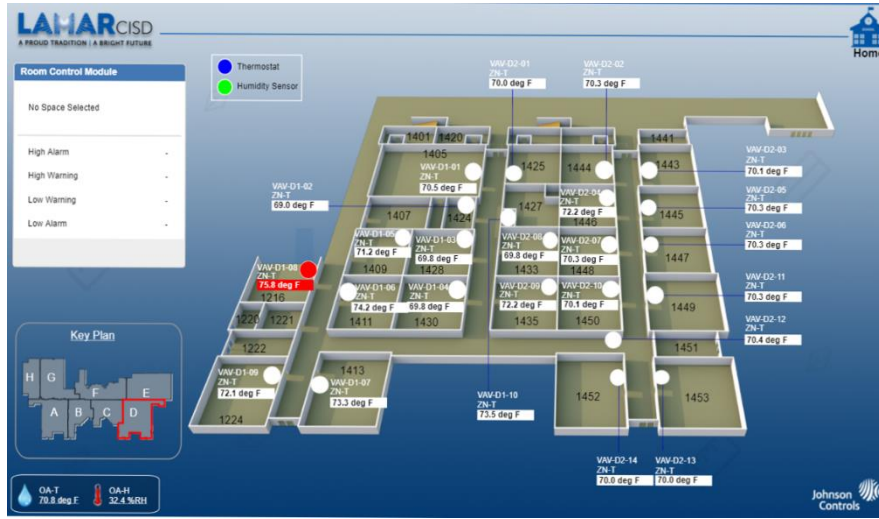 LAMAR CISD
A PROUD TRADITION | A BRIGHT FUTURE
Home
Room Control Module
No Space Selected
High Alarm -
High Warning -
Low Warning -
Low Alarm -
Thermostat
Humidity Sensor
VAV-D2-01
ZN-T
70.0 deg F
VAV-D2-02
ZN-T
70.3 deg F
1401
1420
1405
VAV-D1-01
ZN-T
70.5 deg F
1425
1444
1441
1443
VAV-D2-03
ZN-T
70.1 deg F
VAV-D1-02
ZN-T
69.0 deg F
1407
1424
1427
VAV-D2-04
ZN-T
72.2 deg F
1446
1445
VAV-D2-05
ZN-T
70.3 deg F
VAV-D1-05
ZN-T
71.2 deg F
1409
VAV-D1-03
ZN-T
69.8 deg F
1428
VAV-D2-08
ZN-T
69.8 deg F
1433
VAV-D2-07
ZN-T
70.3 deg F
1448
1447
VAV-D2-06
ZN-T
70.3 deg F
VAV-D1-08
ZN-T
75.8 deg F
1216
VAV-D1-06
ZN-T
74.2 deg F
1411
VAV-D1-04
ZN-T
69.8 deg F
1430
VAV-D2-09
ZN-T
72.2 deg F
1435
VAV-D2-10
ZN-T
70.1 deg F
1450
1449
VAV-D2-11
ZN-T
70.3 deg F
1220
1221
1222
1451
VAV-D2-12
ZN-T
70.4 deg F
VAV-D1-09
ZN-T
72.1 deg F
1224
1413
VAV-D1-07
ZN-T
73.3 deg F
VAV-D1-10
ZN-T
73.5 deg F
1452
1453
VAV-D2-14
ZN-T
70.0 deg F
VAV-D2-13
ZN-T
70.0 deg F
Key Plan
H
G
F
E
A
B
C
D
OA-T
70.8 deg F
OA-H
32.4 %RH
Johnson
Controls